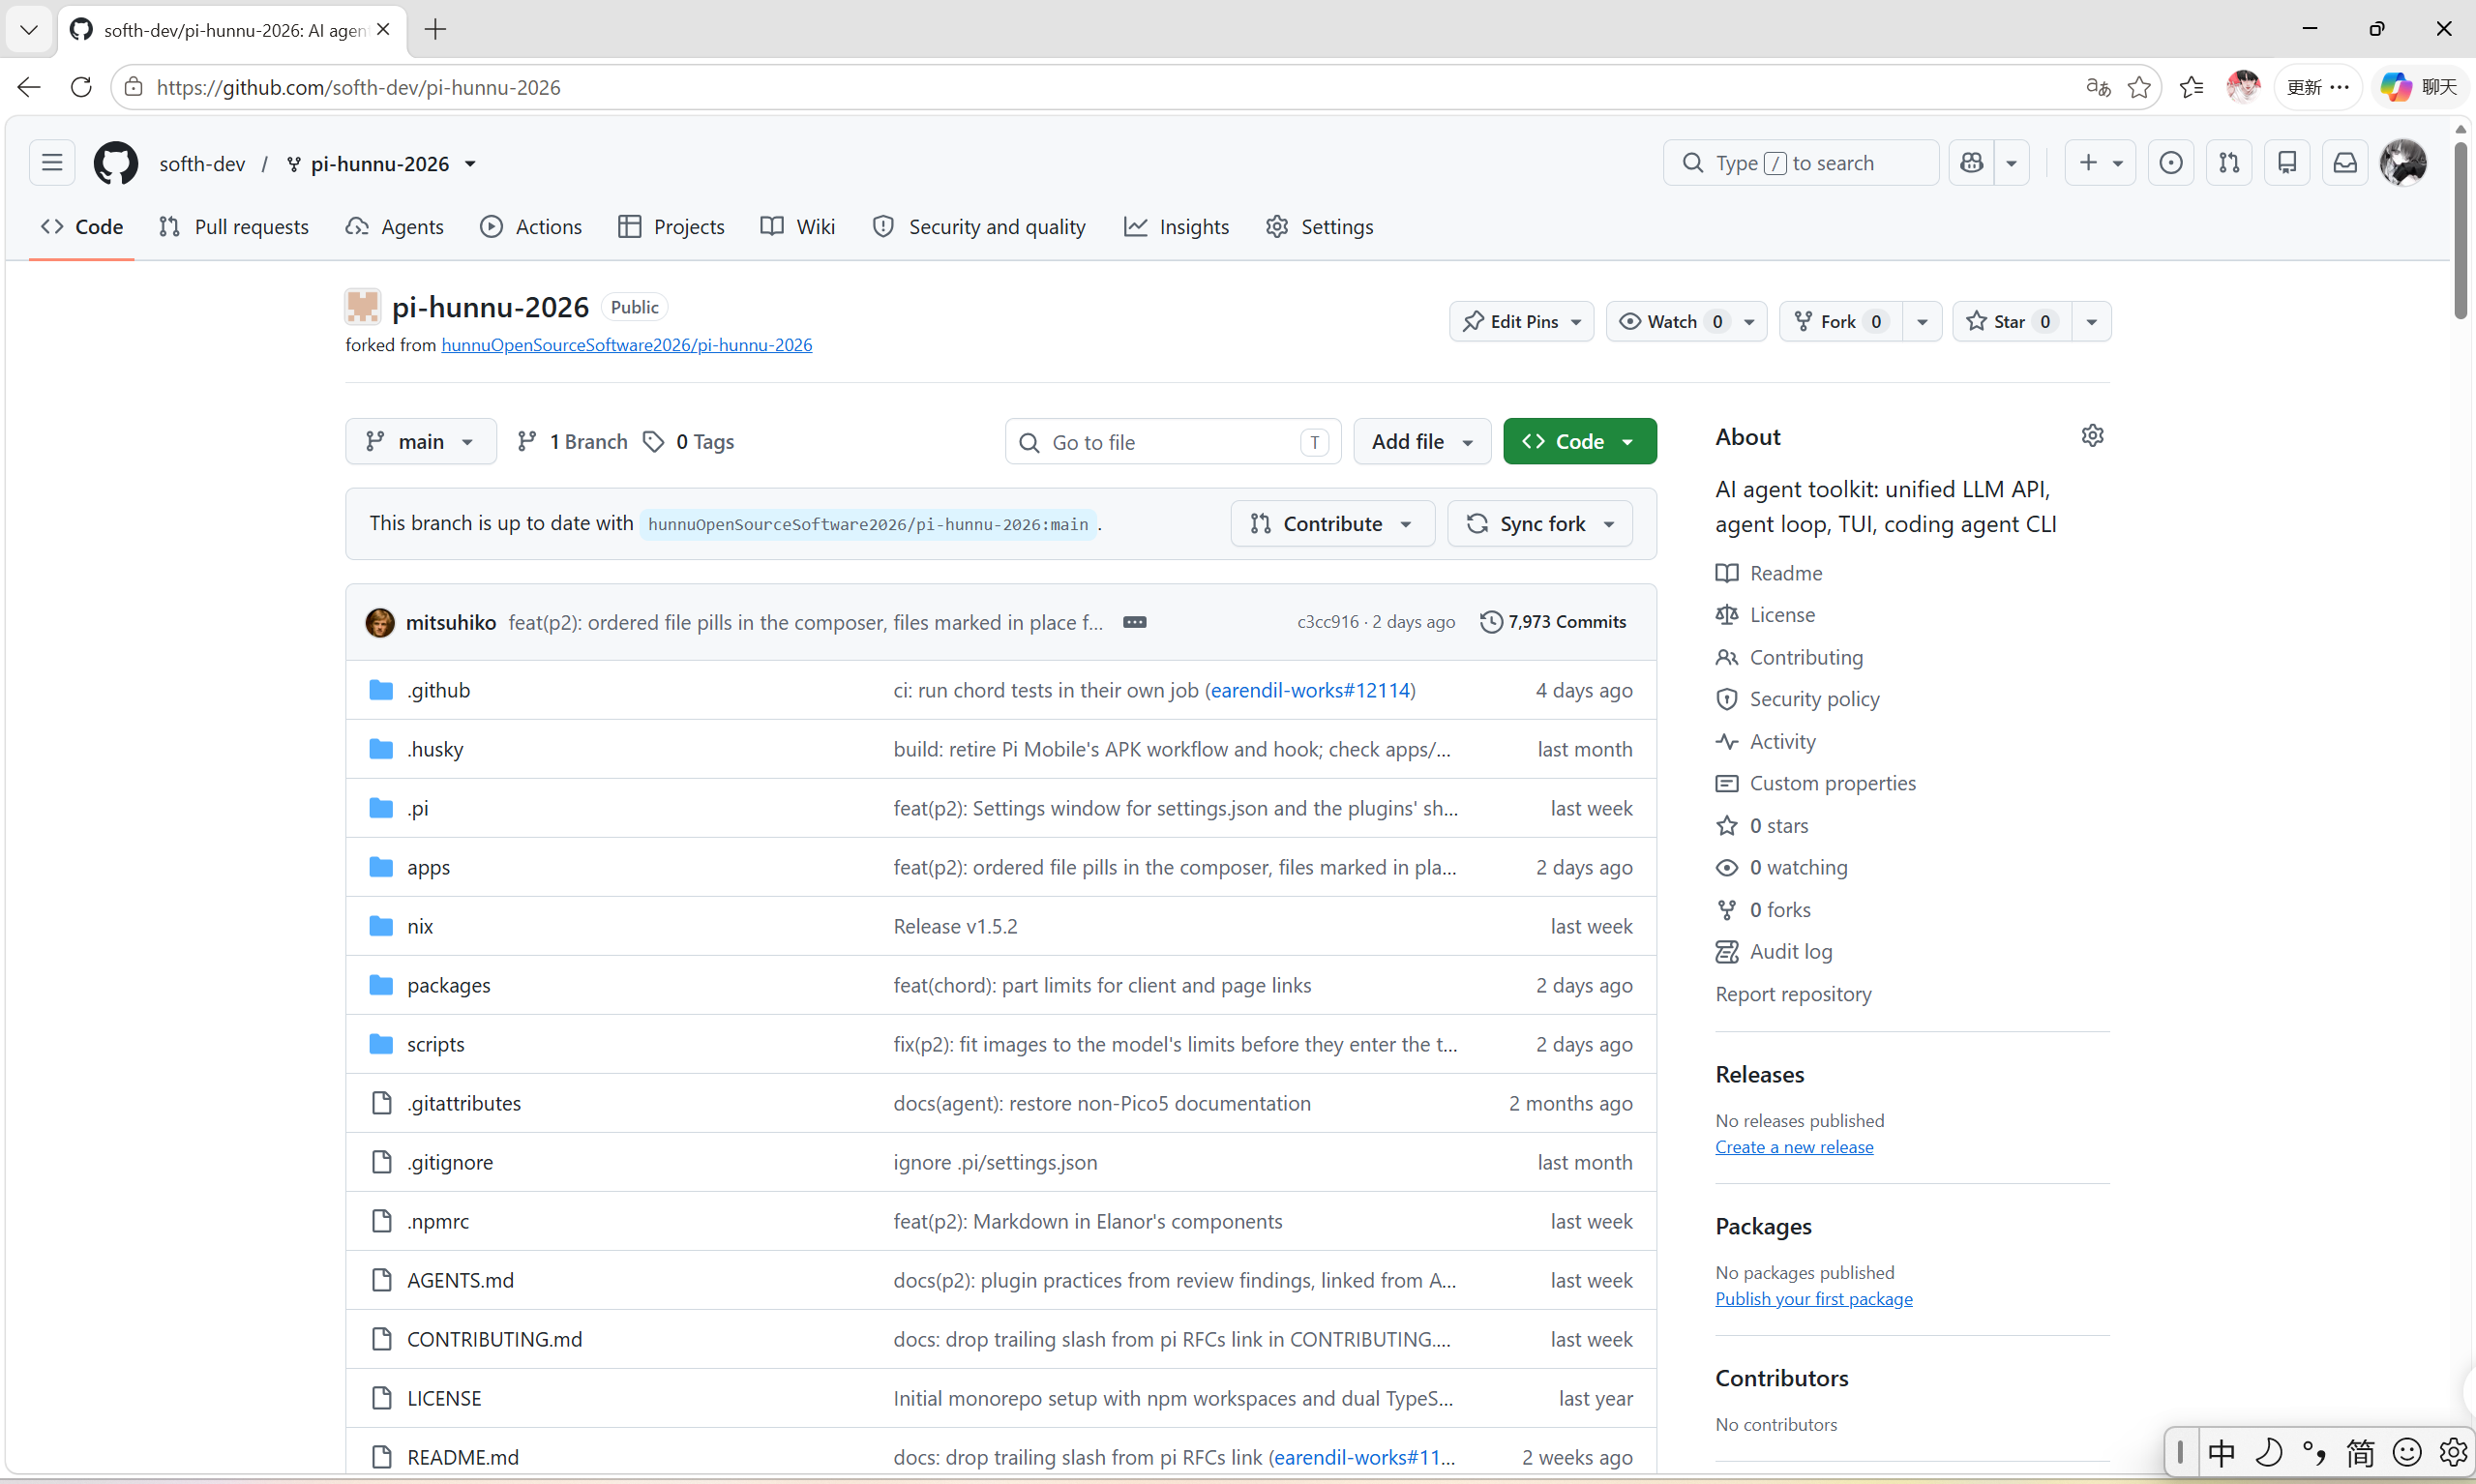 softh-dev/pi-hunnu-2026: AI agen
https://github.com/softh-dev/pi-hunnu-2026
更新
聊天
softh-dev / pi-hunnu-2026
Type / to search
Code
Pull requests
Agents
Actions
Projects
Wiki
Security and quality
Insights
Settings
pi-hunnu-2026 Public
forked from hunnuOpenSourceSoftware2026/pi-hunnu-2026
Edit Pins
Watch 0
Fork 0
Star 0
main
1 Branch
0 Tags
Go to file T
Add file
Code
This branch is up to date with hunnuOpenSourceSoftware2026/pi-hunnu-2026:main.
Contribute
Sync fork
mitsuhiko feat(p2): ordered file pills in the composer, files marked in place f... c3cc916 · 2 days ago 7,973 Commits
.github ci: run chord tests in their own job (earendil-works#12114) 4 days ago
.husky build: retire Pi Mobile's APK workflow and hook; check apps/... last month
.pi feat(p2): Settings window for settings.json and the plugins' sh... last week
apps feat(p2): ordered file pills in the composer, files marked in pla... 2 days ago
nix Release v1.5.2 last week
packages feat(chord): part limits for client and page links 2 days ago
scripts fix(p2): fit images to the model's limits before they enter the t... 2 days ago
.gitattributes docs(agent): restore non-Pico5 documentation 2 months ago
.gitignore ignore .pi/settings.json last month
.npmrc feat(p2): Markdown in Elanor's components last week
AGENTS.md docs(p2): plugin practices from review findings, linked from A... last week
CONTRIBUTING.md docs: drop trailing slash from pi RFCs link in CONTRIBUTING.... last week
LICENSE Initial monorepo setup with npm workspaces and dual TypeS... last year
README.md docs: drop trailing slash from pi RFCs link (earendil-works#11... 2 weeks ago
About
AI agent toolkit: unified LLM API,
agent loop, TUI, coding agent CLI
Readme
License
Contributing
Security policy
Activity
Custom properties
0 stars
0 watching
0 forks
Audit log
Report repository
Releases
No releases published
Create a new release
Packages
No packages published
Publish your first package
Contributors
No contributors
中
简